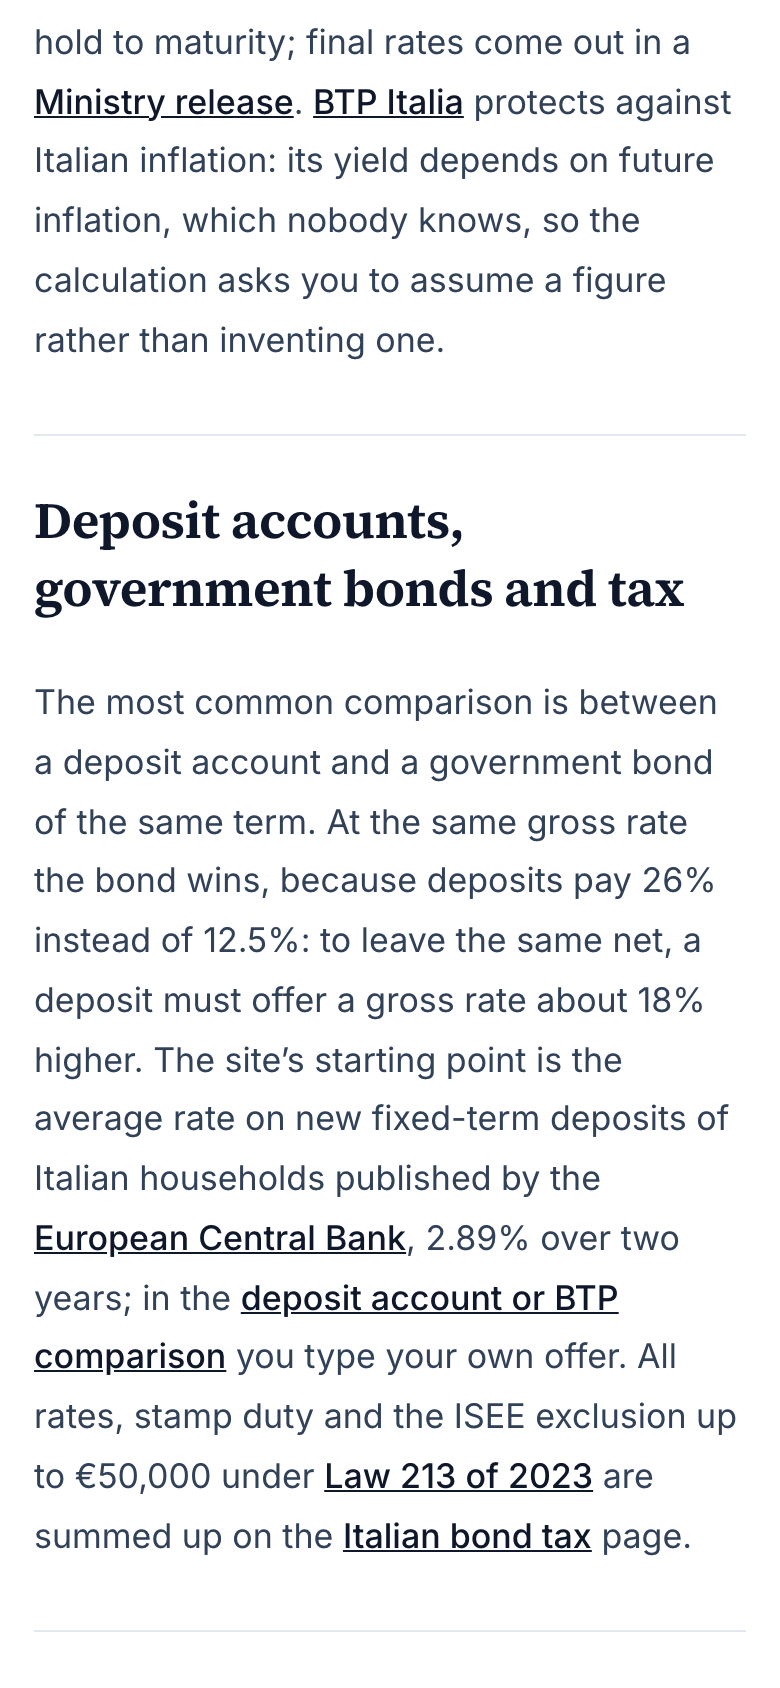 hold to maturity; final rates come out in a
Ministry release. BTP Italia protects against
Italian inflation: its yield depends on future
inflation, which nobody knows, so the
calculation asks you to assume a figure
rather than inventing one.
Deposit accounts,
government bonds and tax
The most common comparison is between
a deposit account and a government bond
of the same term. At the same gross rate
the bond wins, because deposits pay 26%
instead of 12.5%: to leave the same net, a
deposit must offer a gross rate about 18%
higher. The site’s starting point is the
average rate on new fixed-term deposits of
Italian households published by the
European Central Bank, 2.89% over two
years; in the deposit account or BTP
comparison you type your own offer. All
rates, stamp duty and the ISEE exclusion up
to €50,000 under Law 213 of 2023 are
summed up on the Italian bond tax page.